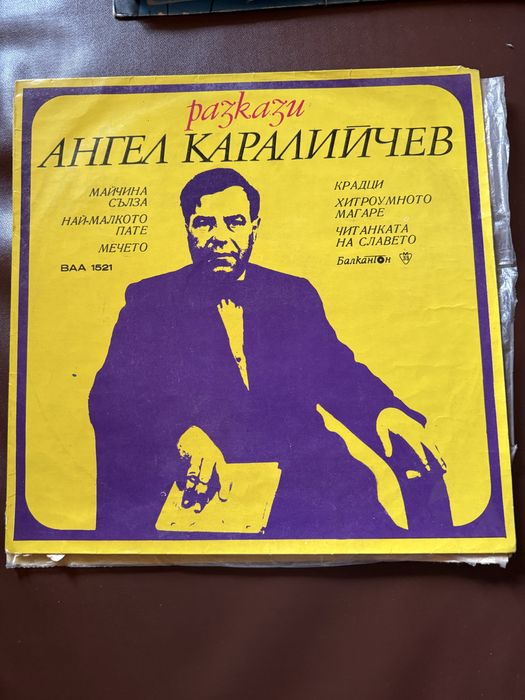 разкази
АНГЕЛ КАРАЛИЙЧЕВ
МАЙЧИНА
СЪЛЗА
НАЙ-МАЛКОТО
ПАТЕ
МЕЧЕТО
ВАА 1521
КРАДЦИ
ХИТРОУМНОТО
МАГАРЕ
ЧИТАНКАТА
НА СЛАВЕТО
Балкантон